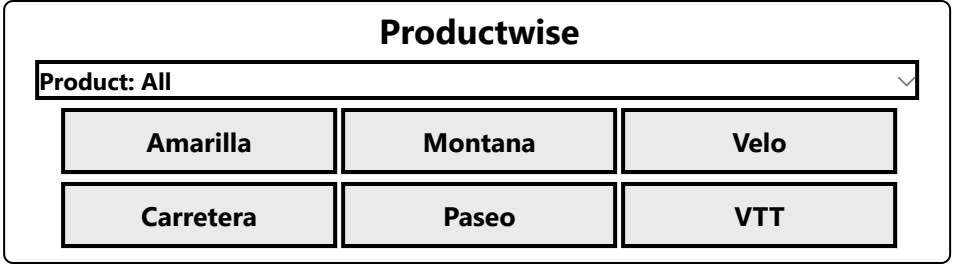 Productwise
Product: All
Amarilla Montana Velo
Carretera Paseo VTT